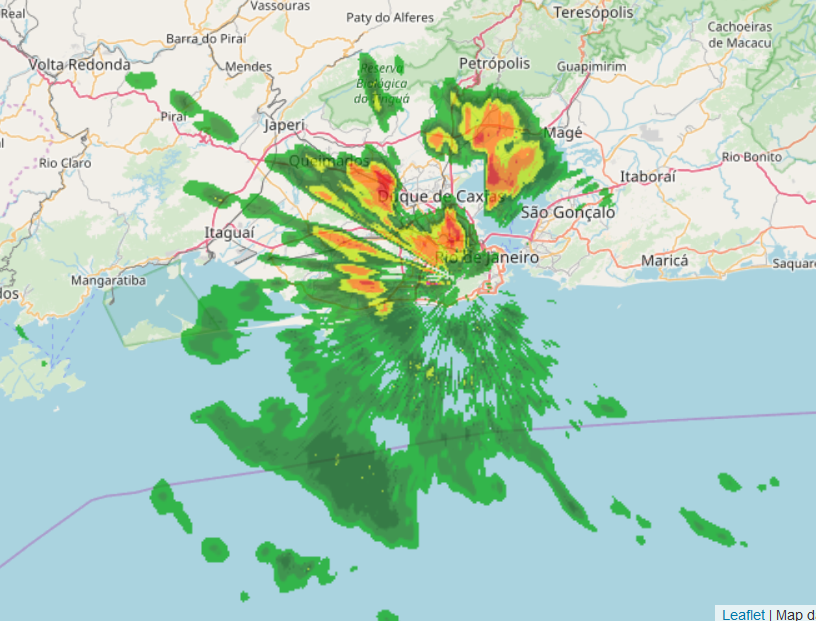 Real
Vassouras
Paty do Alferes
Teresópolis
Cachoeiras
de Macacu
Barra do Piraí
Volta Redonda
Mendes
Petrópolis
Guapimirim
Reserva
Biológica
do Tinguá
Piraí
Japeri
Magé
Rio Claro
Queimados
Rio Bonito
Itaboraí
Duque de Caxias
São Gonçalo
Itaguaí
Rio de Janeiro
Maricá
Saquare
Mangaratiba
dos
Leaflet | Map da